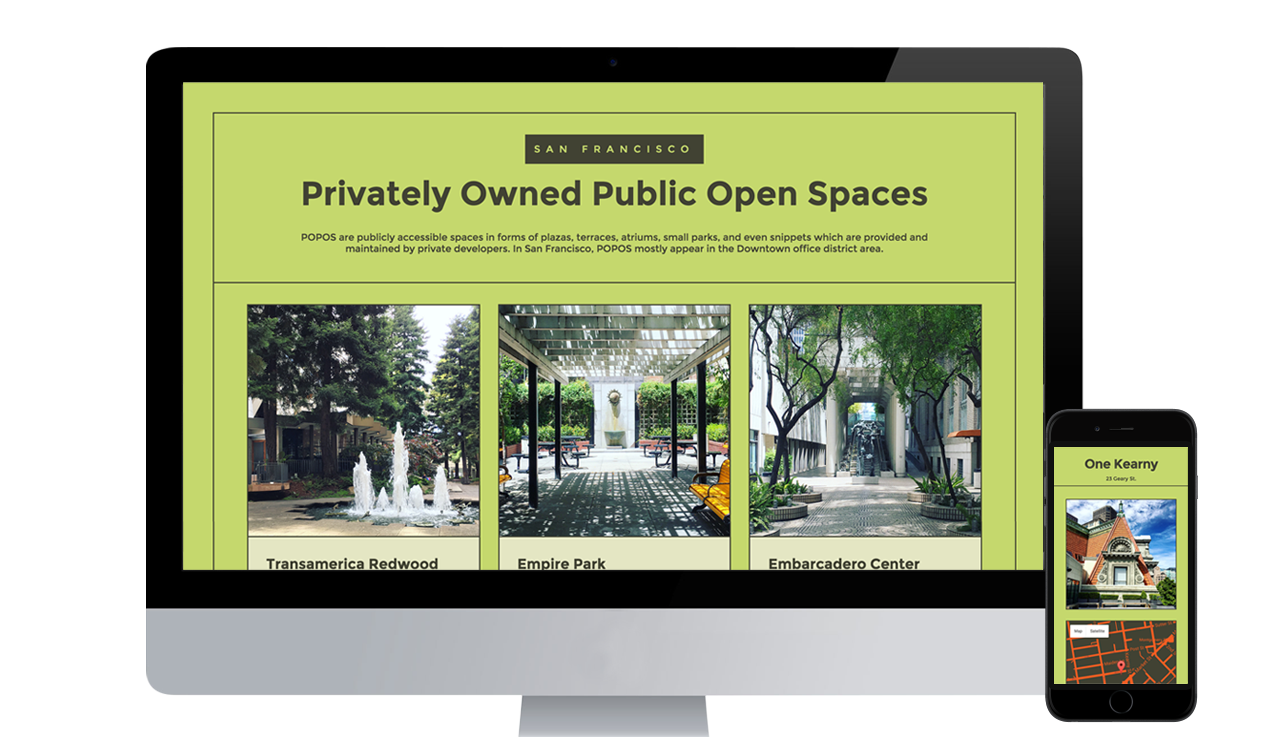 SAN FRANCISCO
Privately Owned Public Open Spaces
POPOS are publicly accessible spaces in forms of plazas, terraces, atriums, small parks, and even snippets which are provided and
maintained by private developers. In San Francisco, POPOS mostly appear in the Downtown office district area.
Transamerica Redwood
Empire Park
Embarcadero Center
One Kearny
23 Geary St.
Map Satellite